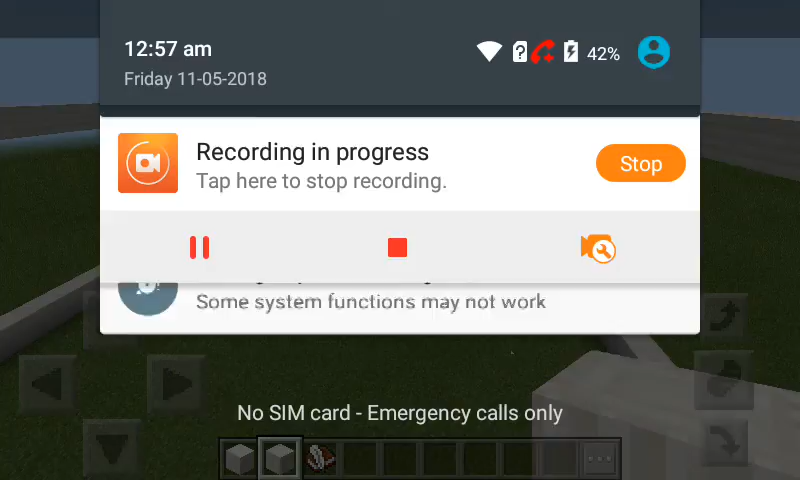 12:57 am
42%
Friday 11-05-2018
Recording in progress
Tap here to stop recording.
Stop
Some system functions may not work
No SIM card - Emergency calls only